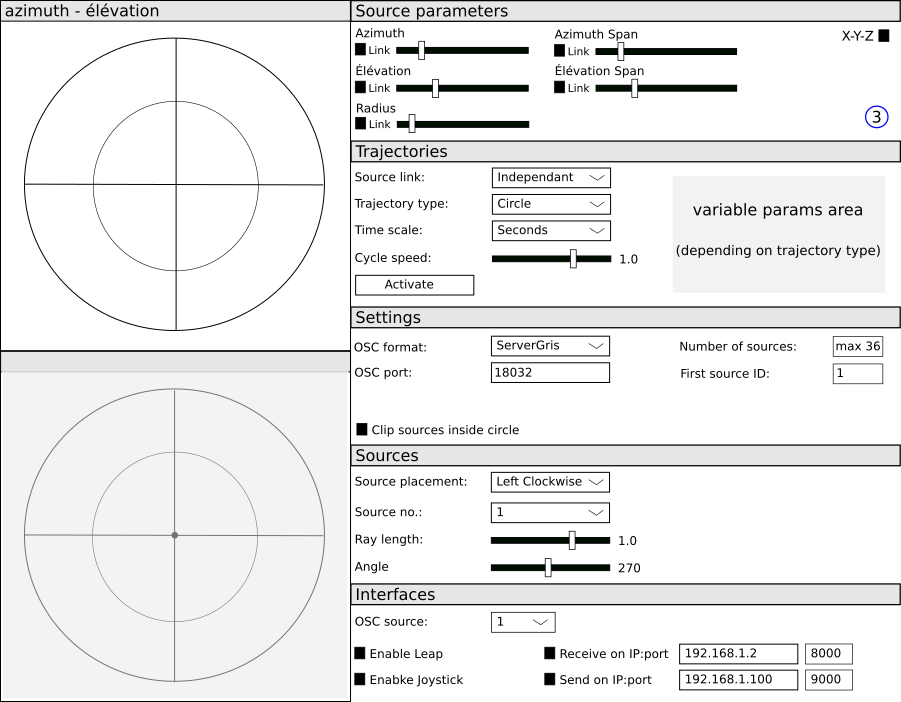 azimuth - élévation
Source parameters
Azimuth
Link
Azimuth Span
Link
X-Y-Z
Élévation
Link
Élévation Span
Link
Radius
Link
3
Trajectories
Source link: Independant
Trajectory type: Circle
Time scale: Seconds
Cycle speed: 1.0
Activate
variable params area
(depending on trajectory type)
Settings
OSC format: ServerGris
Number of sources: max 36
OSC port: 18032
First source ID: 1
Clip sources inside circle
Sources
Source placement: Left Clockwise
Source no.: 1
Ray length: 1.0
Angle 270
Interfaces
OSC source: 1
Enable Leap
Receive on IP:port 192.168.1.2 8000
Enabke Joystick
Send on IP:port 192.168.1.100 9000